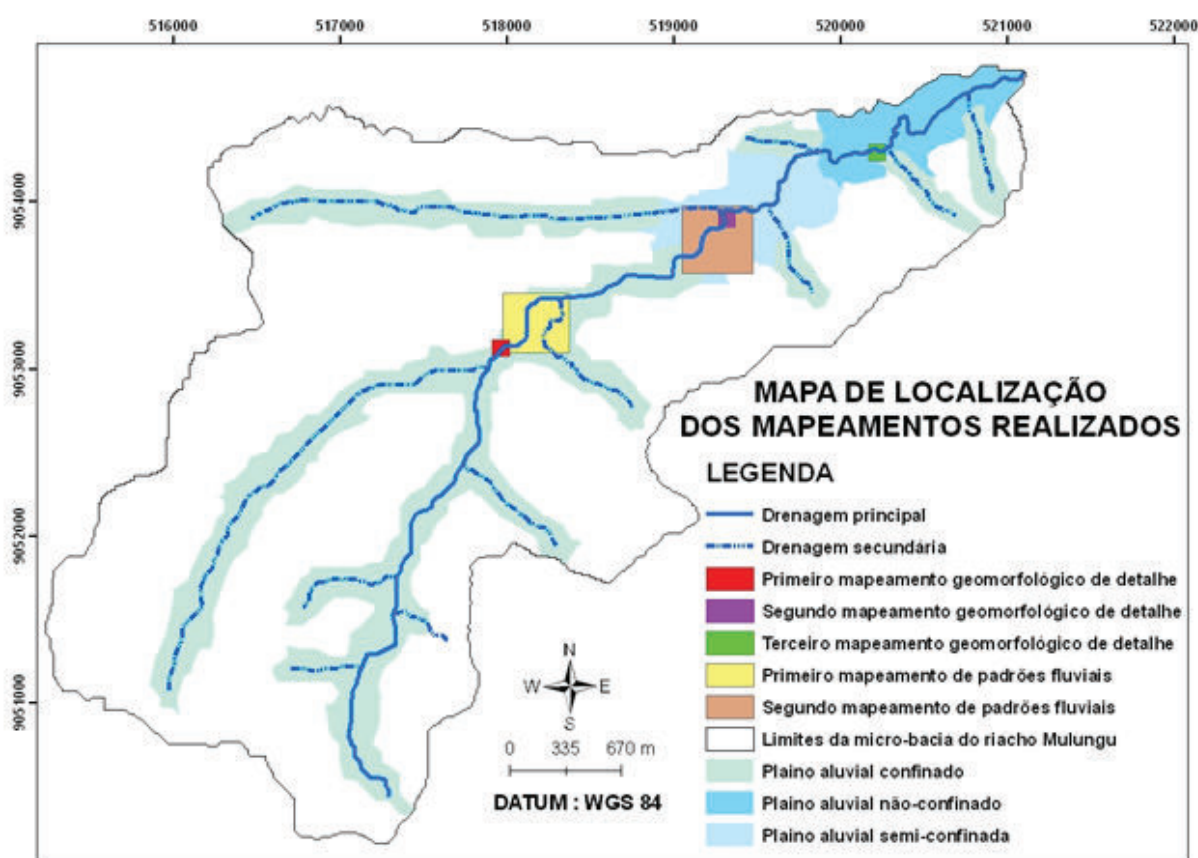 516000 517000 518000 519000 520000 521000 522000
9054000
9053000
9052000
9051000
MAPA DE LOCALIZAÇÃO
DOS MAPEAMENTOS REALIZADOS
LEGENDA
Drenagem principal
Drenagem secundária
Primeiro mapeamento geomorfológico de detalhe
Segundo mapeamento geomorfológico de detalhe
Terceiro mapeamento geomorfológico de detalhe
Primeiro mapeamento de padrões fluviais
Segundo mapeamento de padrões fluviais
Limites da micro-bacia do riacho Mulungu
Plaino aluvial confinado
Plaino aluvial não-confinado
Plaino aluvial semi-confinada
N
W E
S
0 335 670 m
DATUM : WGS 84